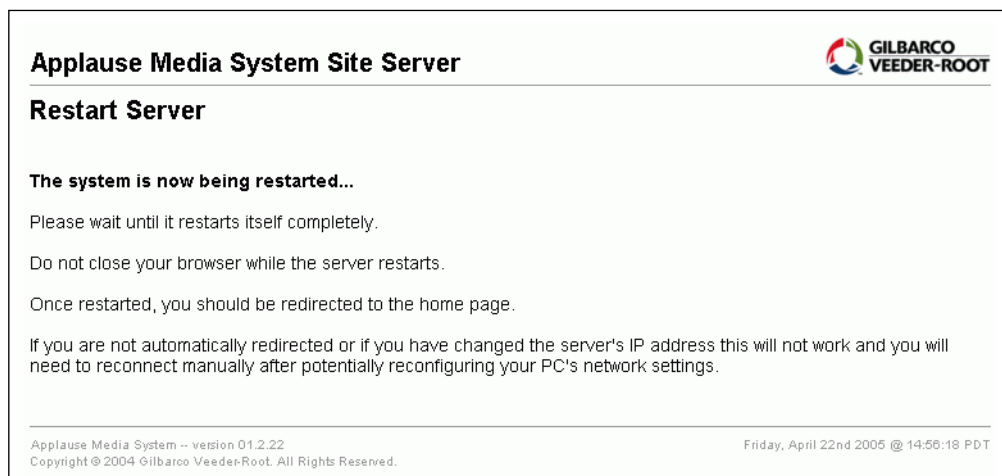 Applause Media System Site Server
GILBARCO
VEEDER-ROOT
Restart Server
The system is now being restarted...
Please wait until it restarts itself completely.
Do not close your browser while the server restarts.
Once restarted, you should be redirected to the home page.
If you are not automatically redirected or if you have changed the server's IP address this will not work and you will
need to reconnect manually after potentially reconfiguring your PC's network settings.
Applause Media System -- version 01.2.22
Friday, April 22nd 2005 @ 14:56:18 PDT
Copyright © 2004 Gilbarco Veeder-Root. All Rights Reserved.